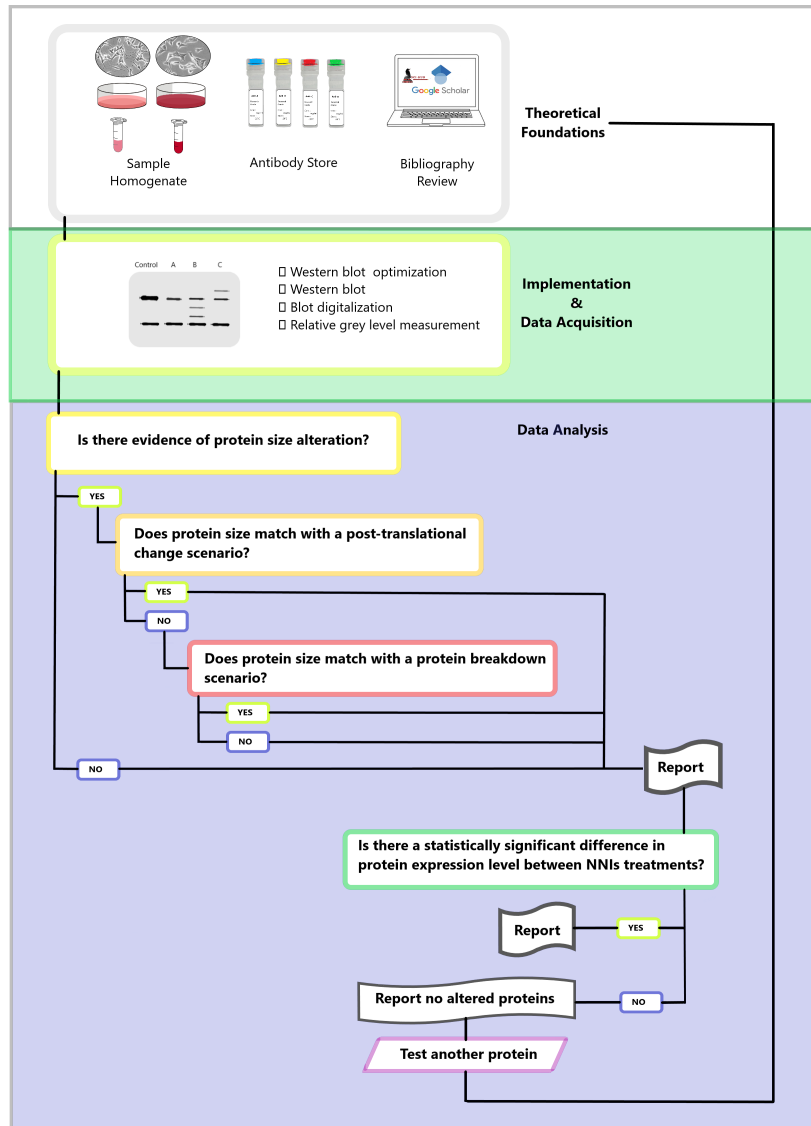 Google Scholar
Sample
Homogenate
Antibody Store
Bibliography
Review
Theoretical
Foundations
Control A B C
Western blot optimization
Western blot
Blot digitalization
Relative grey level measurement
Implementation
&
Data Acquisition
Data Analysis
Is there evidence of protein size alteration?
YES
Does protein size match with a post-translational
change scenario?
YES
NO
Does protein size match with a protein breakdown
scenario?
YES
NO
NO
Report
Is there a statistically significant difference in
protein expression level between NNIs treatments?
Report
YES
Report no altered proteins
NO
Test another protein